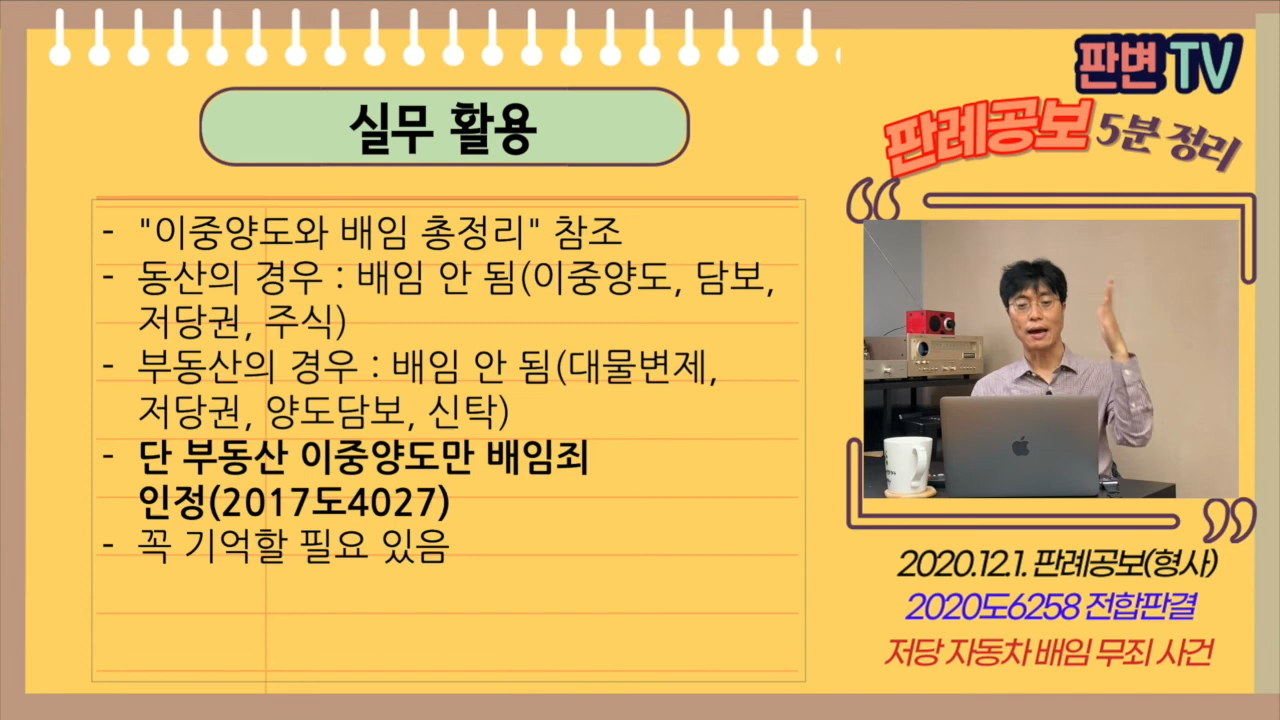 실무 활용
- "이중양도와 배임 총정리" 참조
- 동산의 경우 : 배임 안 됨(이중양도, 담보,
저당권, 주식)
- 부동산의 경우 : 배임 안 됨(대물변제,
저당권, 양도담보, 신탁)
- 단 부동산 이중양도만 배임죄
인정(2017도4027)
- 꼭 기억할 필요 있음
판변 TV
판례공보 5분 정리
2020.12.1. 판례공보(형사)
2020도6258 전합판결
저당 자동차 배임 무죄 사건